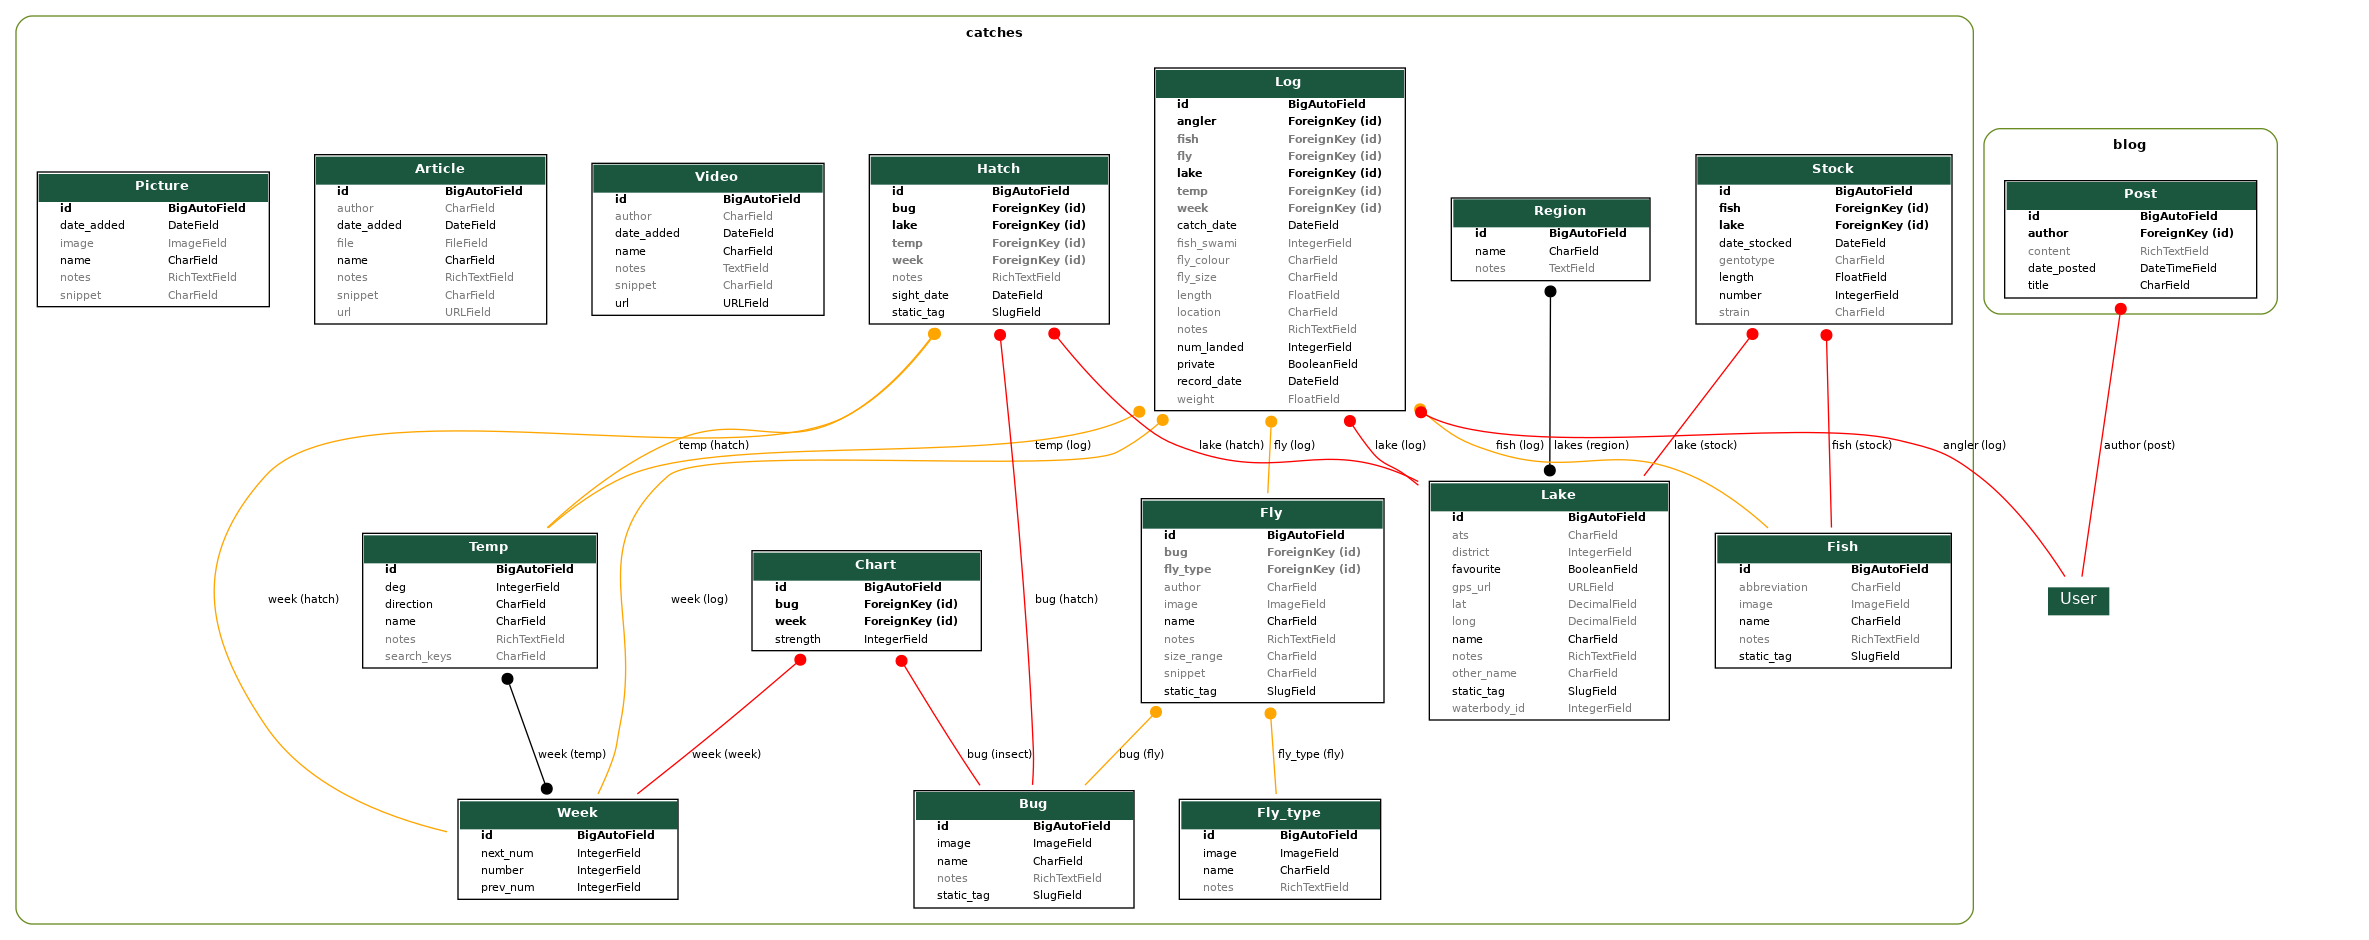 catches
Picture
id BigAutoField
date_added DateField
image ImageField
name CharField
notes RichTextField
snippet CharField
Article
id BigAutoField
author CharField
date_added DateField
file FileField
name CharField
notes RichTextField
snippet CharField
url URLField
Video
id BigAutoField
author CharField
date_added DateField
name CharField
notes TextField
snippet CharField
url URLField
Hatch
id BigAutoField
bug ForeignKey (id)
lake ForeignKey (id)
temp ForeignKey (id)
week ForeignKey (id)
notes RichTextField
sight_date DateField
static_tag SlugField
Log
id BigAutoField
angler ForeignKey (id)
fish ForeignKey (id)
fly ForeignKey (id)
lake ForeignKey (id)
temp ForeignKey (id)
week ForeignKey (id)
catch_date DateField
fish_swami IntegerField
fly_colour CharField
fly_size CharField
length FloatField
location CharField
notes RichTextField
num_landed IntegerField
private BooleanField
record_date DateField
weight FloatField
Region
id BigAutoField
name CharField
notes TextField
Stock
id BigAutoField
fish ForeignKey (id)
lake ForeignKey (id)
date_stocked DateField
gentotype CharField
length FloatField
number IntegerField
strain CharField
blog
Post
id BigAutoField
author ForeignKey (id)
content RichTextField
date_posted DateTimeField
title CharField
temp (hatch)
temp (log)
lake (hatch)
fly (log)
lake (log)
fish (log)
lakes (region)
lake (stock)
fish (stock)
angler (log)
author (post)
Temp
id BigAutoField
deg IntegerField
direction CharField
name CharField
notes RichTextField
search_keys CharField
Chart
id BigAutoField
bug ForeignKey (id)
week ForeignKey (id)
strength IntegerField
Fly
id BigAutoField
bug ForeignKey (id)
fly_type ForeignKey (id)
author CharField
image ImageField
name CharField
notes RichTextField
size_range CharField
snippet CharField
static_tag SlugField
Lake
id BigAutoField
ats CharField
district IntegerField
favourite BooleanField
gps_url URLField
lat DecimalField
long DecimalField
name CharField
notes RichTextField
other_name CharField
static_tag SlugField
waterbody_id IntegerField
Fish
id BigAutoField
abbreviation CharField
image ImageField
name CharField
notes RichTextField
static_tag SlugField
User
week (hatch)
week (log)
bug (hatch)
week (temp)
week (week)
bug (insect)
bug (fly)
fly_type (fly)
Week
id BigAutoField
next_num IntegerField
number IntegerField
prev_num IntegerField
Bug
id BigAutoField
image ImageField
name CharField
notes RichTextField
static_tag SlugField
Fly_type
id BigAutoField
image ImageField
name CharField
notes RichTextField